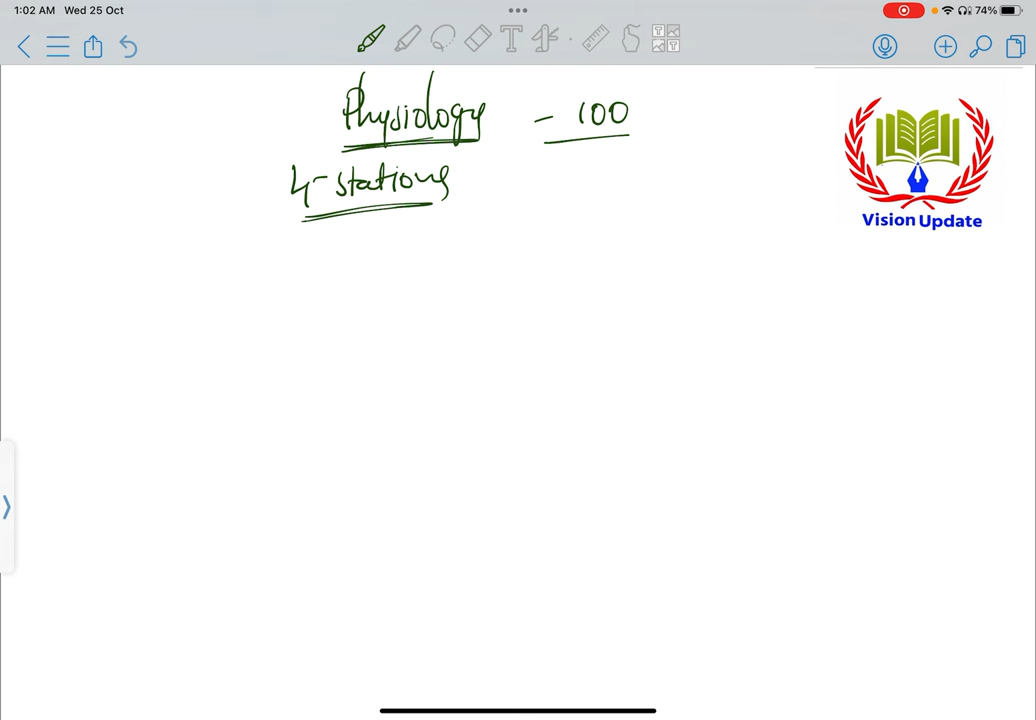 1:02 AM Wed 25 Oct
74%
Physiology - 100
4-stations
Vision Update